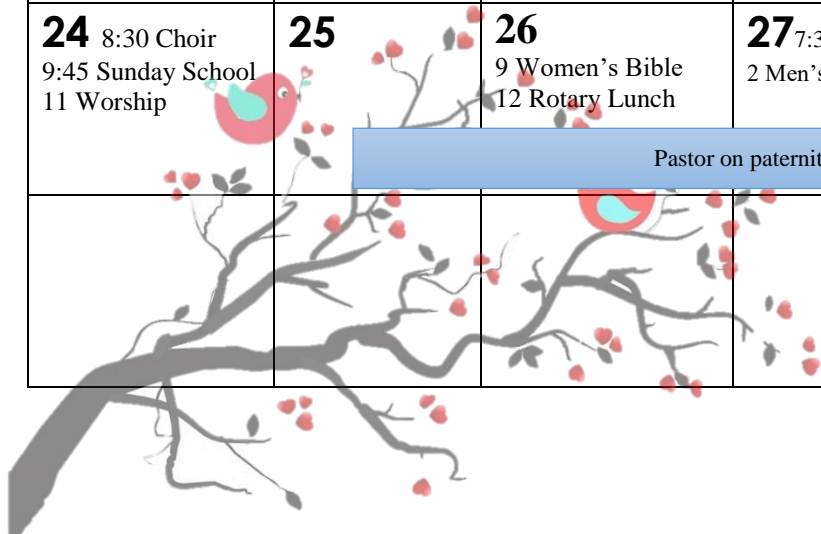 24 8:30 Choir
9:45 Sunday School
11 Worship
25
26
9 Women's Bible
12 Rotary Lunch
27
2 Men's
Pastor on